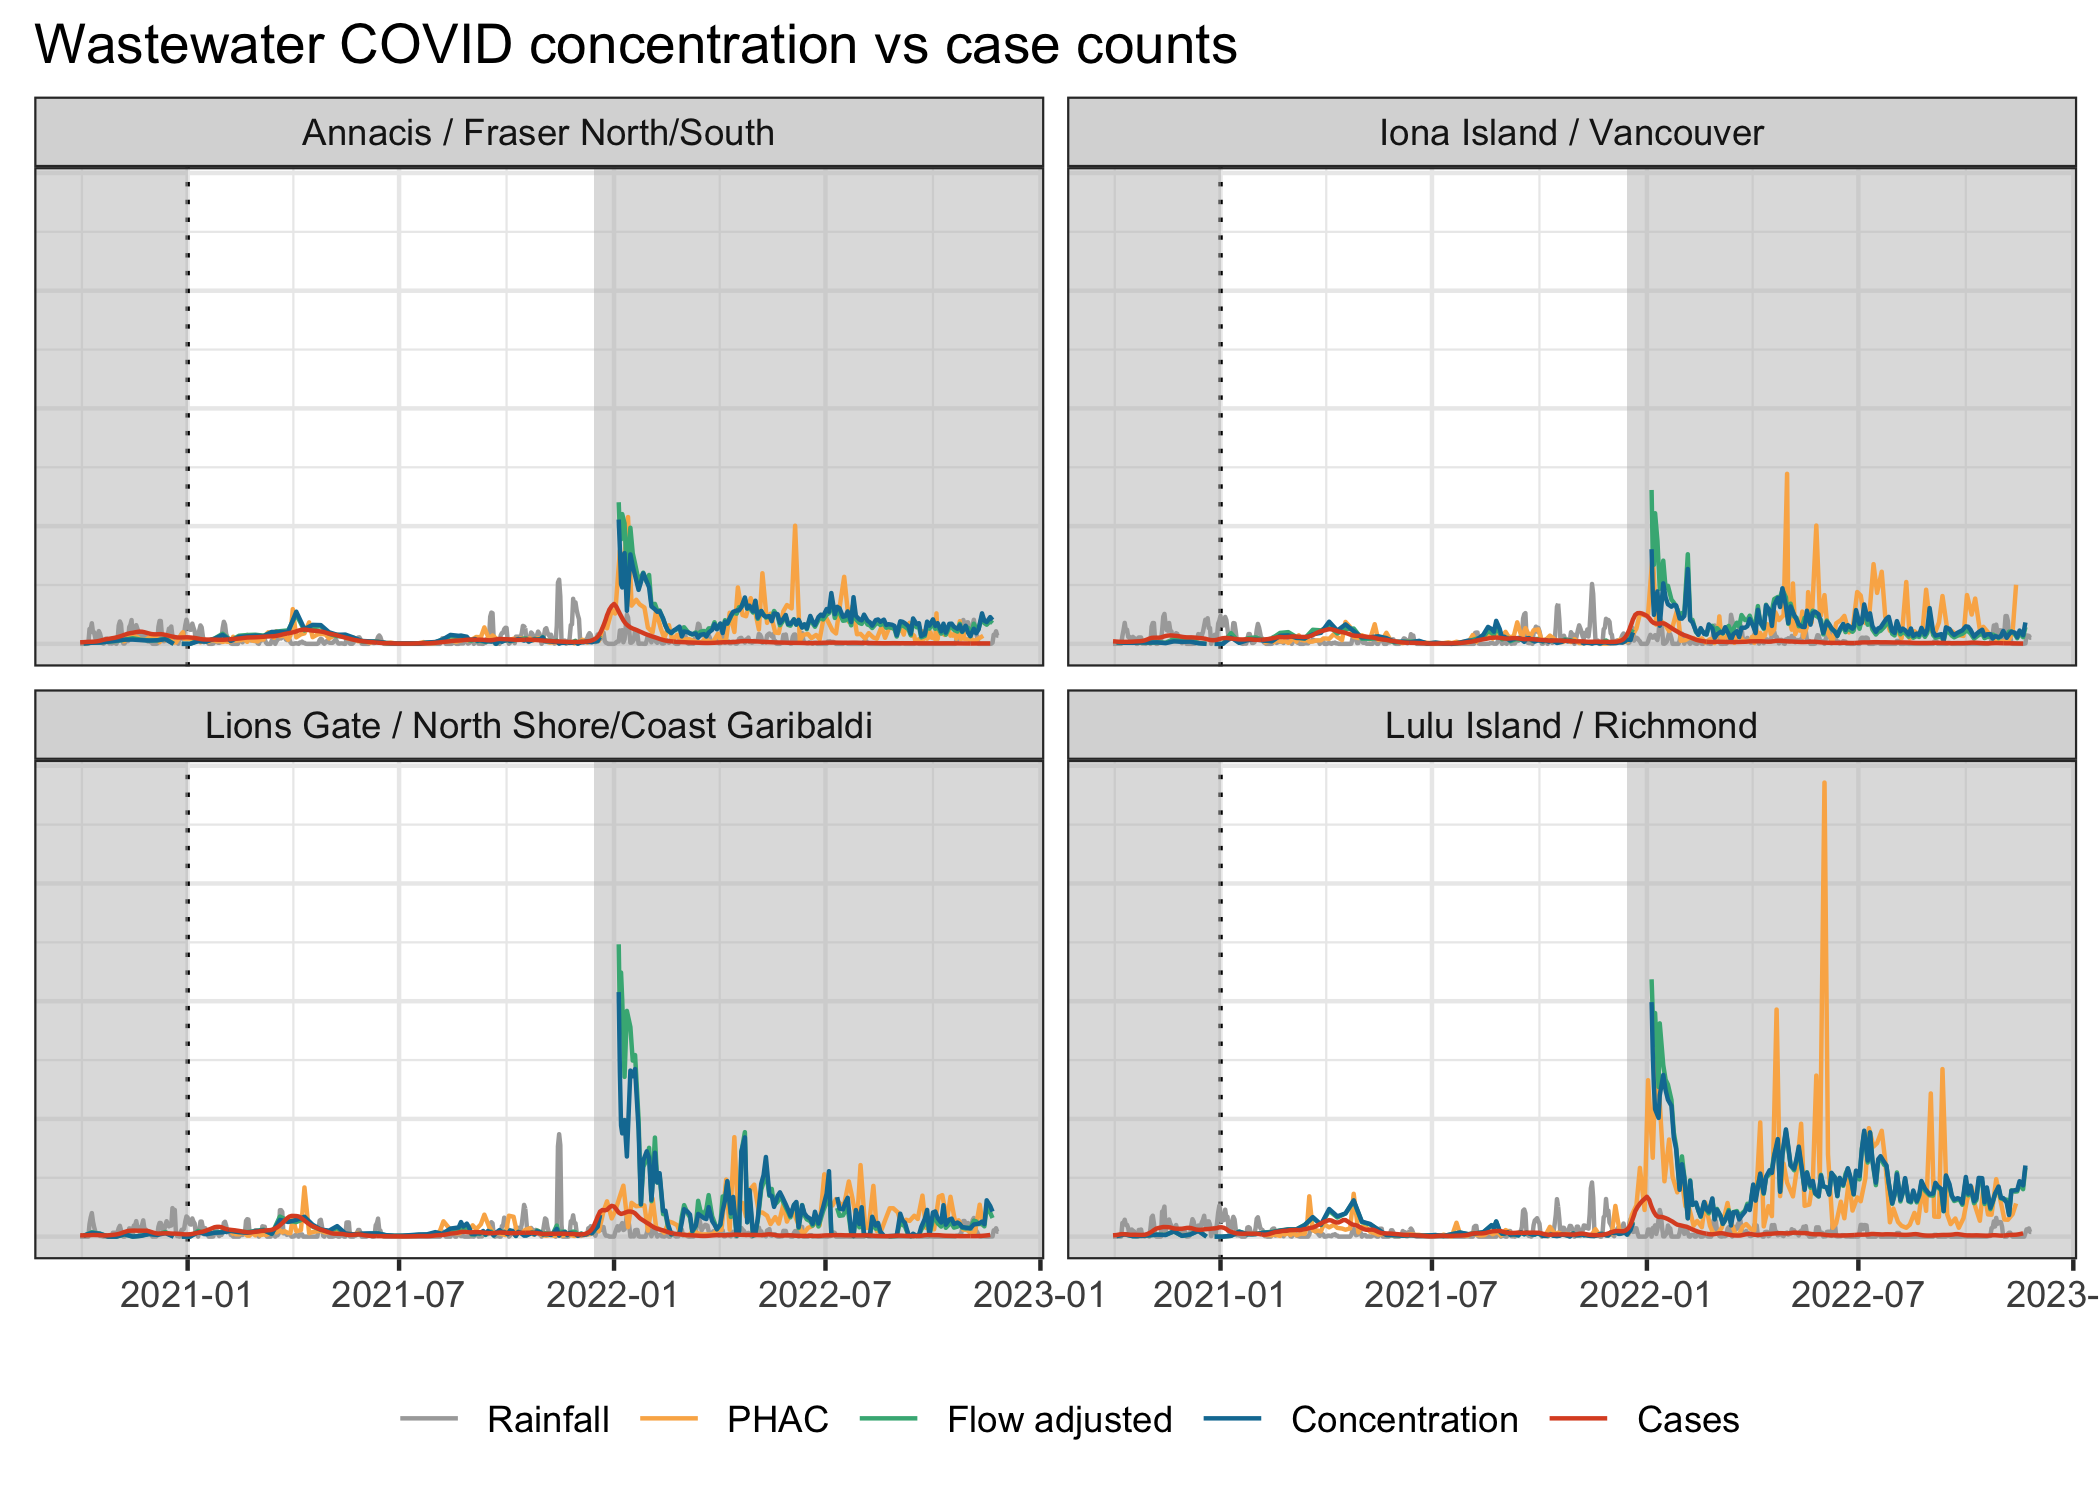 Wastewater COVID concentration vs case counts
Annacis / Fraser North/South
Iona Island / Vancouver
Lions Gate / North Shore/Coast Garibaldi
Lulu Island / Richmond
2021-01 2021-07 2022-01 2022-07 2023-01 2021-01 2021-07 2022-01 2022-07 2023-
Rainfall PHAC Flow adjusted Concentration Cases